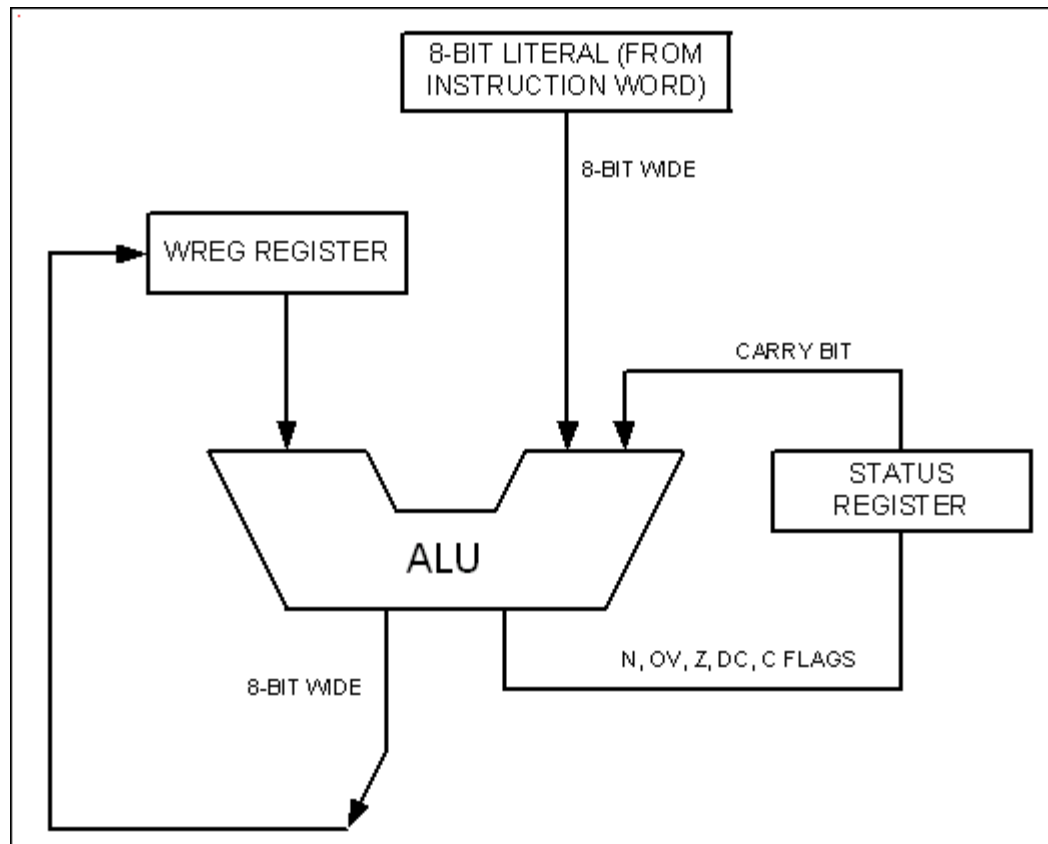 8-BIT LITERAL (FROM
INSTRUCTION WORD)
8-BIT WIDE
WREG REGISTER
CARRY BIT
STATUS
REGISTER
ALU
N, OV, Z, DC, C FLAGS
8-BIT WIDE